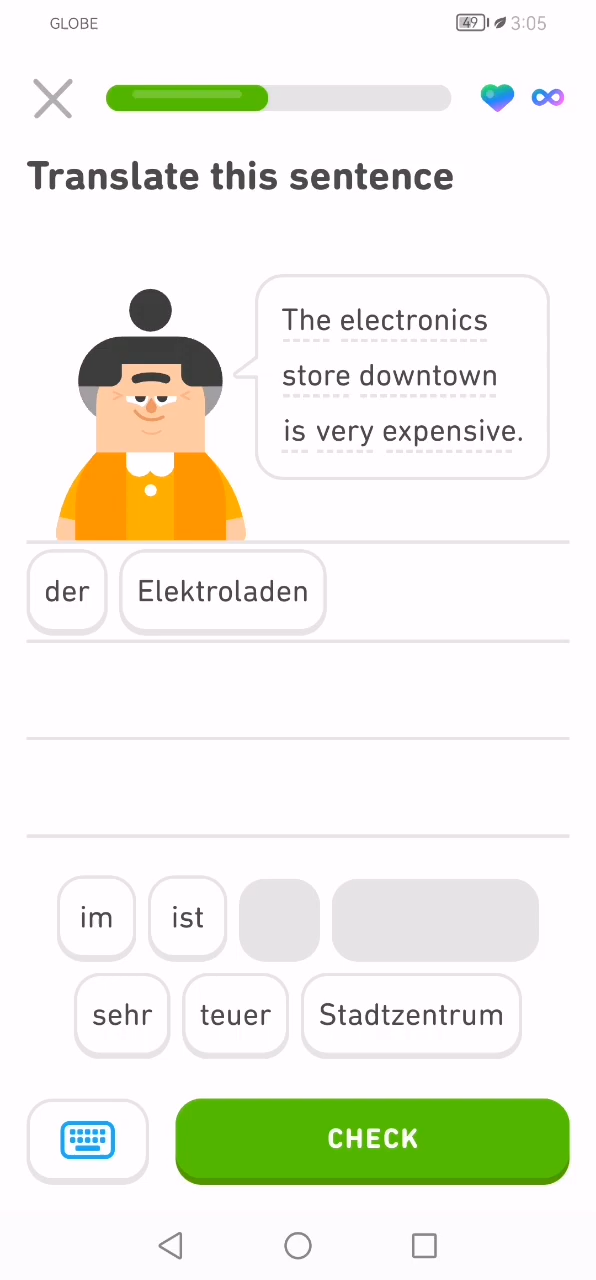 GLOBE
49
3:05
Translate this sentence
The electronics
store downtown
is very expensive.
der Elektroladen
im ist
sehr teuer Stadtzentrum
CHECK